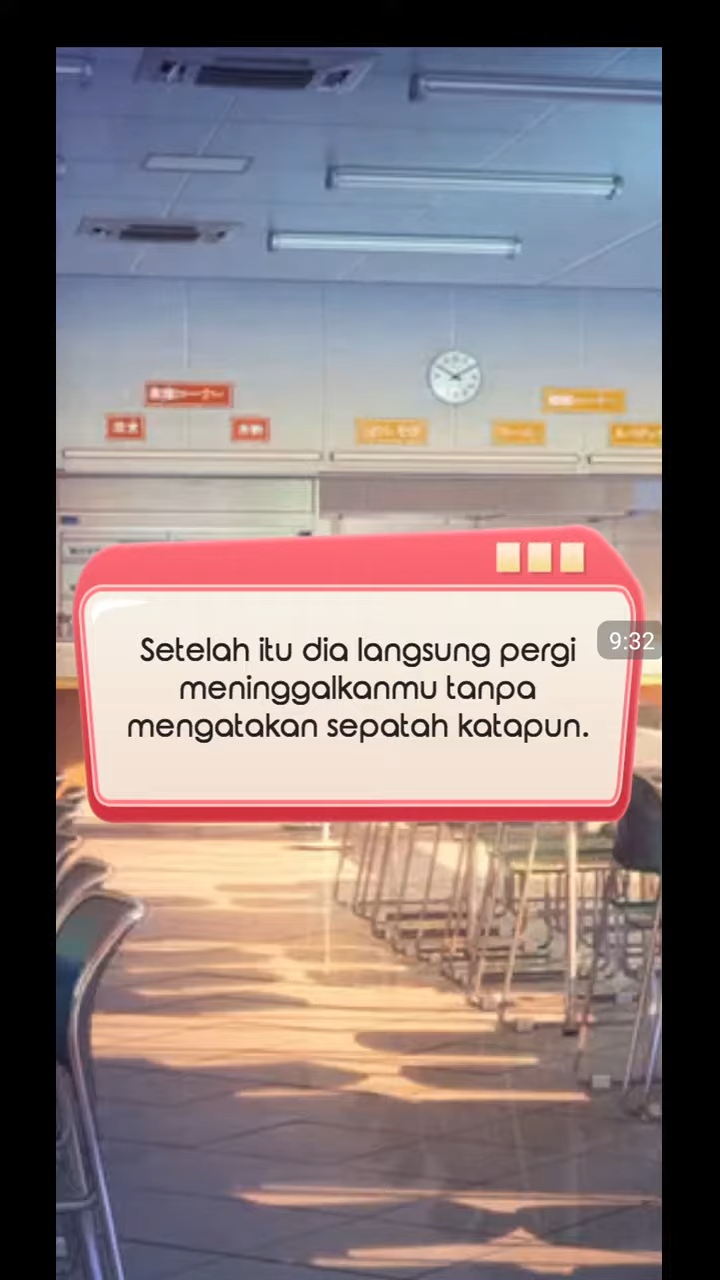 Setelah itu dia langsung pergi
meninggalkanmu tanpa
mengatakan sepatah katapun.
9:32